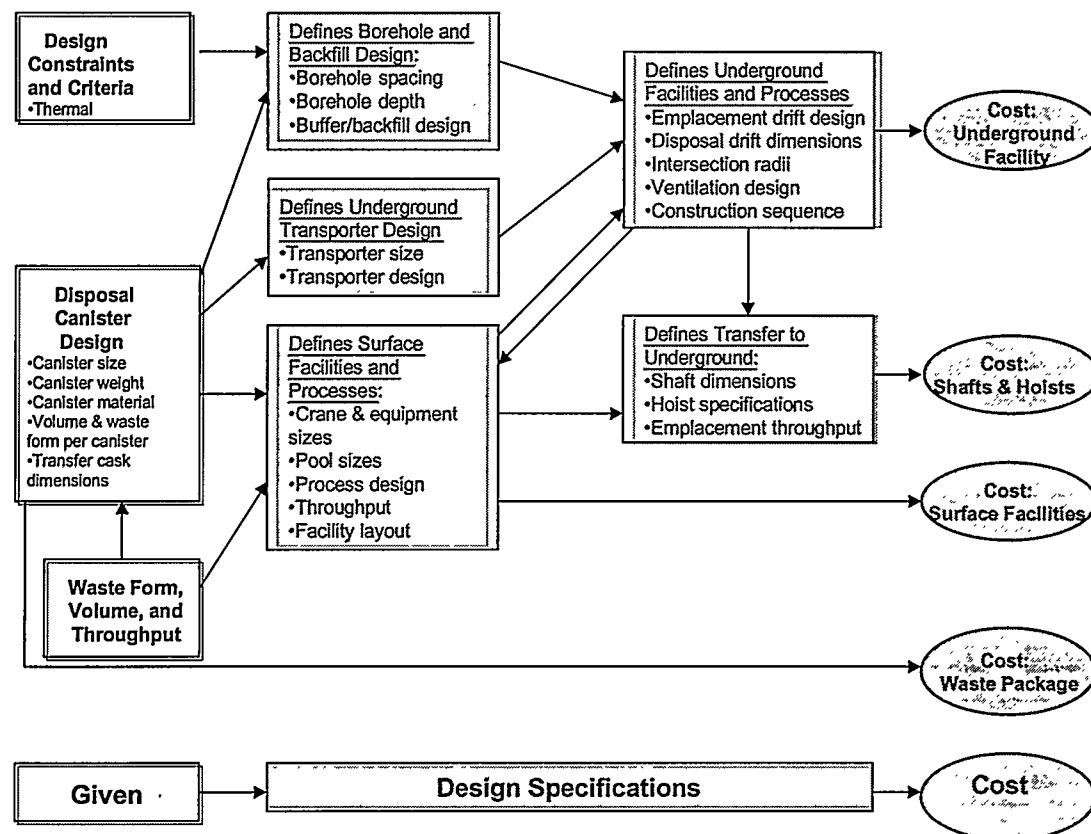 Design
Constraints
and Criteria
•Thermal
Defines Borehole and
Backfill Design:
•Borehole spacing
•Borehole depth
•Buffer/backfill design
Defines Underground
Facilities and Processes
•Emplacement drift design
•Disposal drift dimensions
•Intersection radii
•Ventilation design
•Construction sequence
Cost:
Underground
Facility
Defines Underground
Transporter Design
•Transporter size
•Transporter design
Disposal
Canister
Design
•Canister size
•Canister weight
•Canister material
•Volume & waste
form per canister
•Transfer cask
dimensions
Defines Surface
Facilities and
Processes:
•Crane & equipment
sizes
•Pool sizes
•Process design
•Throughput
•Facility layout
Defines Transfer to
Underground:
•Shaft dimensions
•Hoist specifications
•Emplacement throughput
Cost:
Shafts & Hoists
Cost:
Surface Facilities
Waste Form,
Volume, and
Throughput
Cost:
Waste Package
Given
Design Specifications
Cost